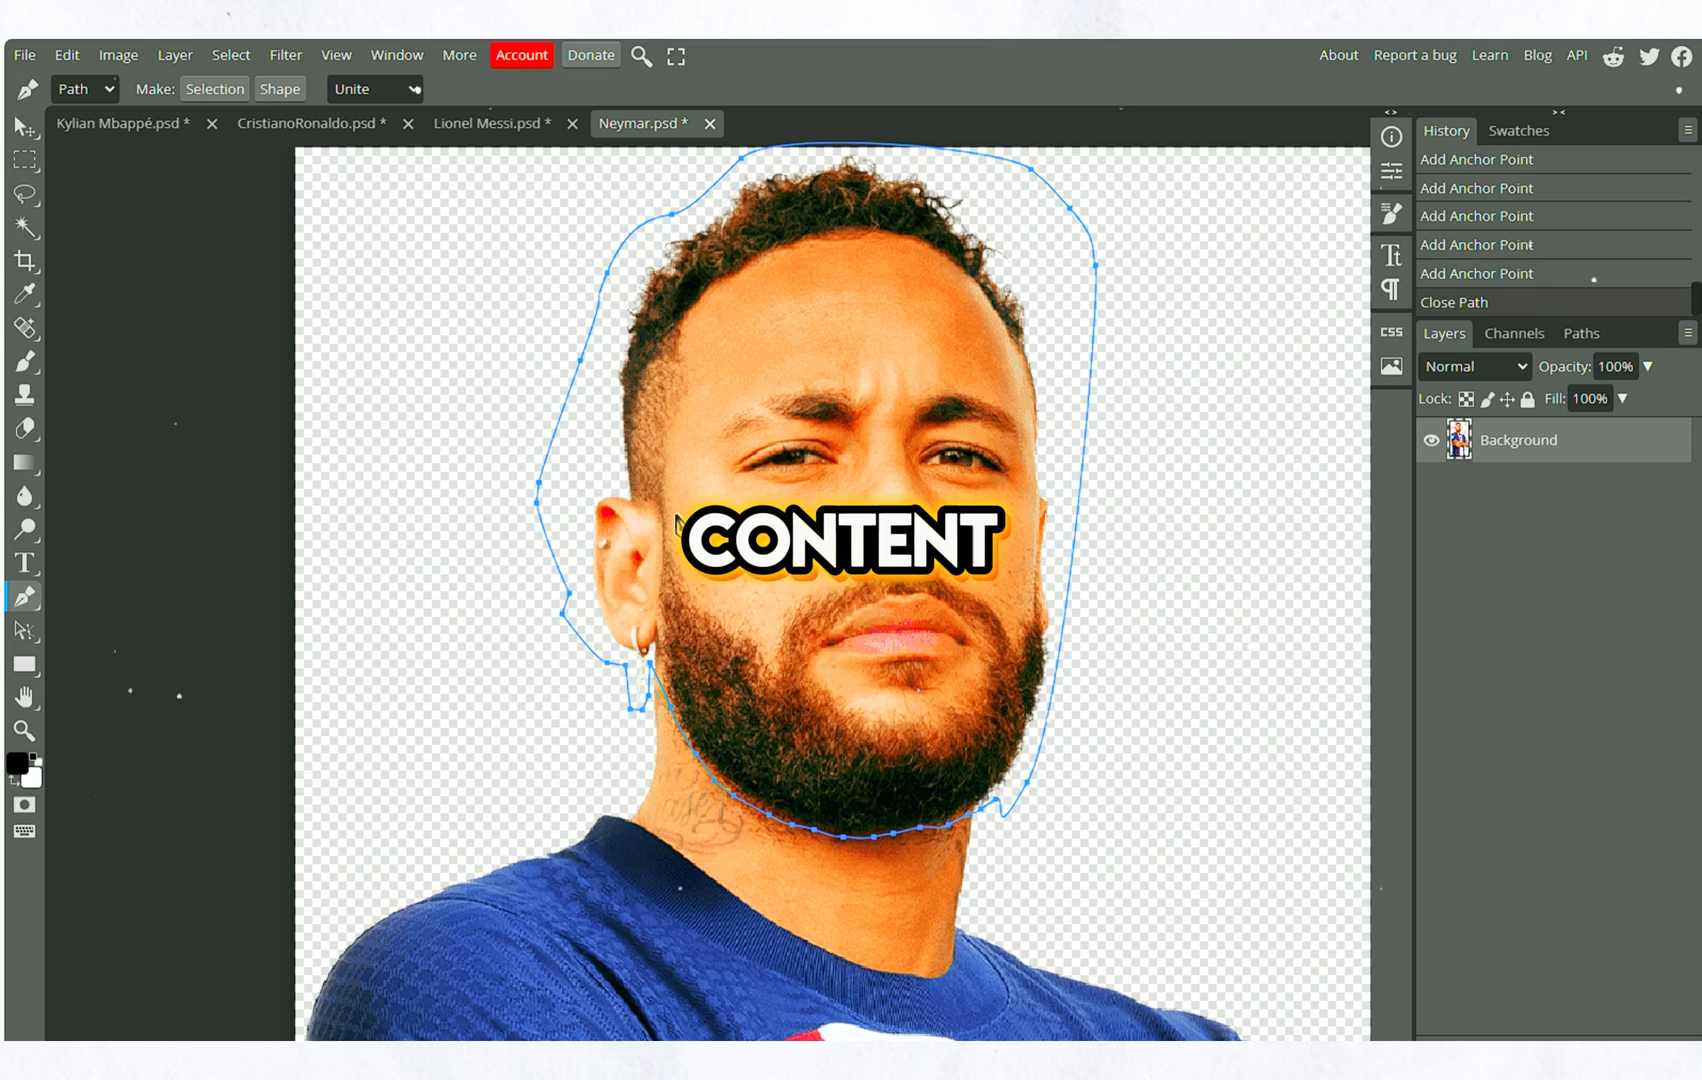 File Edit Image Layer Select Filter View Window More Account Donate About Report a bug Learn Blog API
Path Make: Selection Shape Unite
Kylian Mbappé.psd * CristianoRonaldo.psd * Lionel Messi.psd * Neymar.psd *
History Swatches
Add Anchor Point
Add Anchor Point
Add Anchor Point
Add Anchor Point
Add Anchor Point
Close Path
Layers Channels Paths
Normal Opacity: 100%
Lock: Fill: 100%
Background
CSS
CONTENT